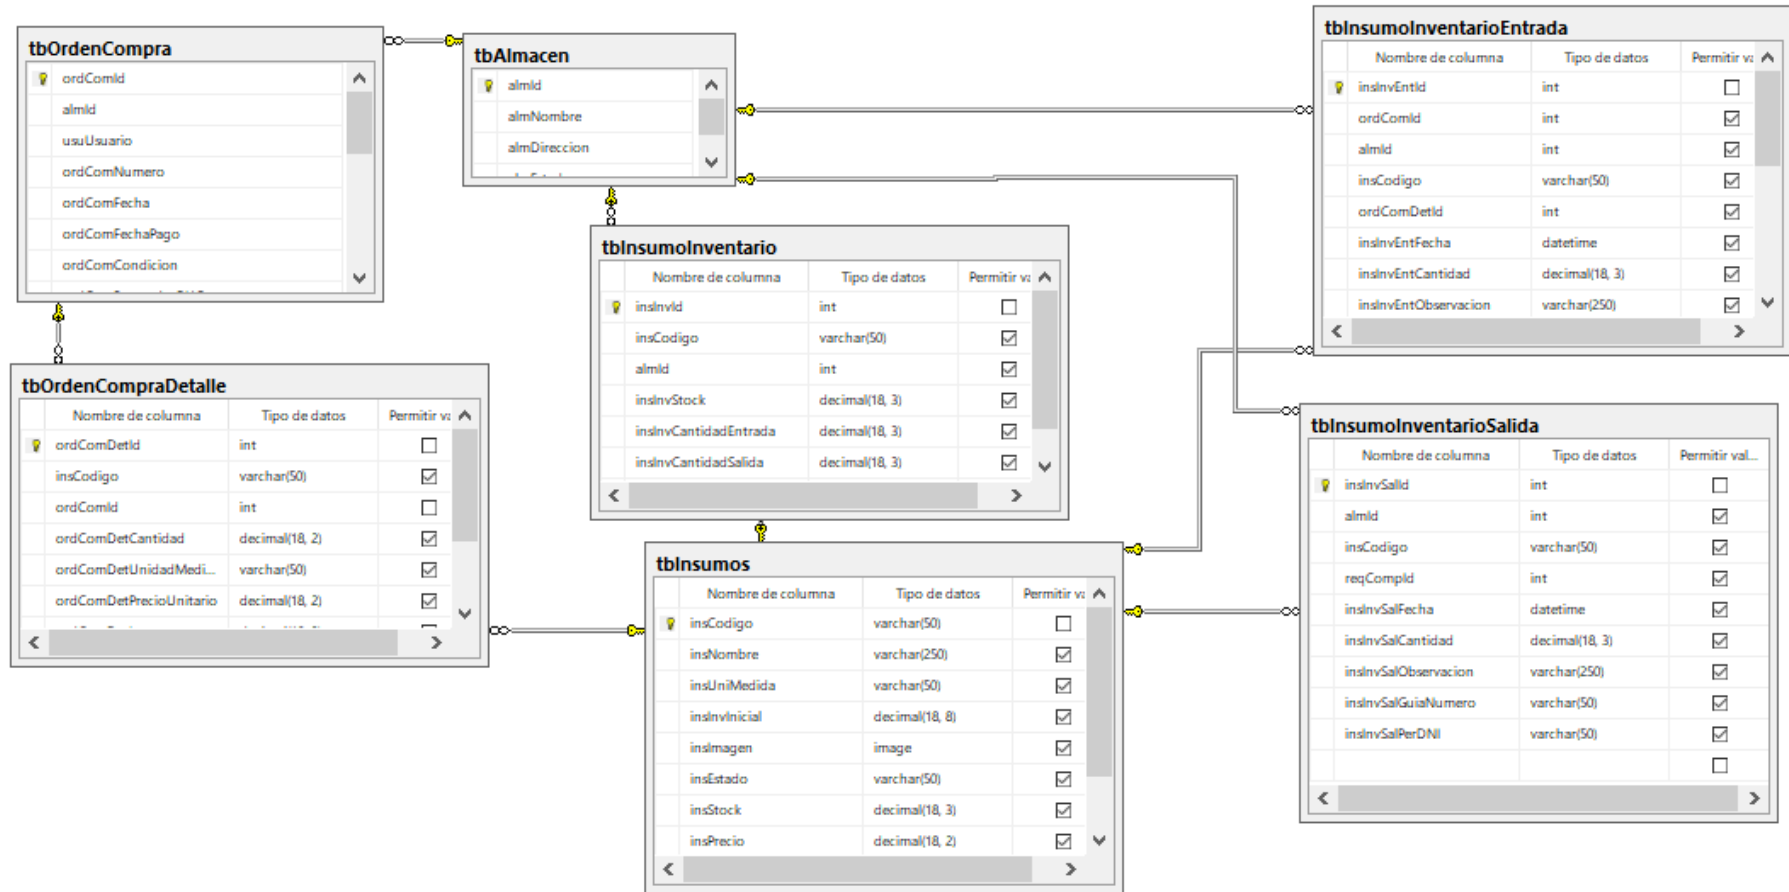 tbOrdenCompra
ordComId
almId
usuUsuario
ordComNumero
ordComFecha
ordComFechaPago
ordComCondicion
tbAlmacen
almId
almNombre
almDireccion
tbInsumoInventarioEntrada
Nombre de columna Tipo de datos Permitir va
insInvEntId int
ordComId int
almId int
insCodigo varchar(50)
ordComDetId int
insInvEntFecha datetime
insInvEntCantidad decimal(18, 3)
insInvEntObservacion varchar(250)
tbInsumoInventario
Nombre de columna Tipo de datos Permitir va
insInvId int
insCodigo varchar(50)
almId int
insInvStock decimal(18, 3)
insInvCantidadEntrada decimal(18, 3)
insInvCantidadSalida decimal(18, 3)
tbOrdenCompraDetalle
Nombre de columna Tipo de datos Permitir va
ordComDetId int
insCodigo varchar(50)
ordComId int
ordComDetCantidad decimal(18, 2)
ordComDetUnidadMedi... varchar(50)
ordComDetPrecioUnitario decimal(18, 2)
tbInsumos
Nombre de columna Tipo de datos Permitir va
insCodigo varchar(50)
insNombre varchar(250)
insUniMedida varchar(50)
insInvInicial decimal(18, 8)
insImagen image
insEstado varchar(50)
insStock decimal(18, 3)
insPrecio decimal(18, 2)
tbInsumoInventarioSalida
Nombre de columna Tipo de datos Permitir val...
insInvSalId int
almId int
insCodigo varchar(50)
reqCompId int
insInvSalFecha datetime
insInvSalCantidad decimal(18, 3)
insInvSalObservacion varchar(250)
insInvSalGuiaNumero varchar(50)
insInvSalPerDNI varchar(50)